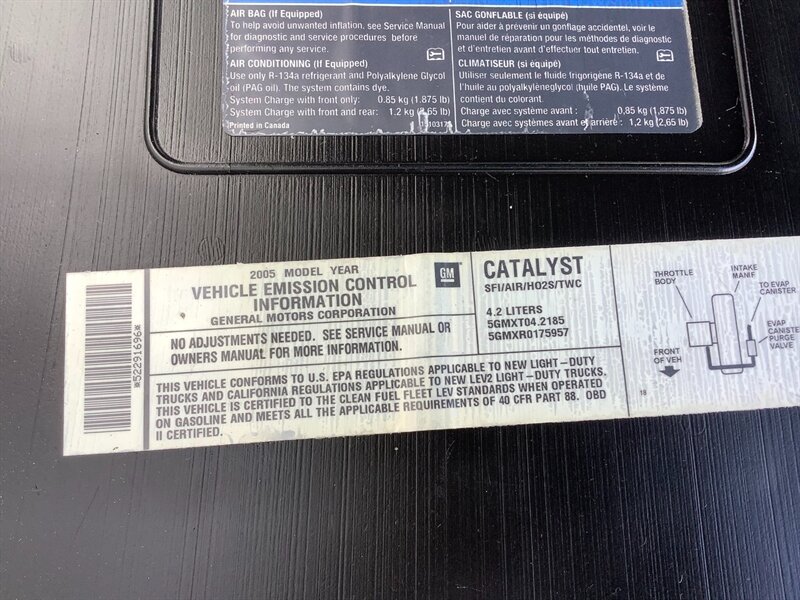 AIR BAG (If Equipped)
To help avoid unwanted inflation, see Service Manual
for diagnostic and service procedures before
performing any service.
AIR CONDITIONING (If Equipped)
Use only R-134a refrigerant and Polyalkylene Glycol
oil (PAG oil). The system contains dye.
System Charge with front only: 0.85 kg (1.875 lb)
System Charge with front and rear: 1.2 kg (2.65 lb)
Printed in Canada
SAC GONFLABLE (si équipé)
Pour aider à prévenir un gonflage accidentel, voir le
manuel de réparation pour les méthodes de diagnostic
et d'entretien avant d'effectuer tout entretien.
CLIMATISEUR (si équipé)
Utiliser seulement le fluide frigorigène R-134a et de
l'huile au polyalkylèneglycol (huile PAG). Le système
contient du colorant.
Charge avec système avant : 0,85 kg (1,875 lb)
Charge avec systèmes avant et arrière : 1,2 kg (2,65 lb)
*52291696*
2005 MODEL YEAR
VEHICLE EMISSION CONTROL
INFORMATION
GENERAL MOTORS CORPORATION
GM
NO ADJUSTMENTS NEEDED. SEE SERVICE MANUAL OR
OWNERS MANUAL FOR MORE INFORMATION.
CATALYST
SFI/AIR/HO2S/TWC
4.2 LITERS
5GMXT04.2185
5GMXR0175957
THIS VEHICLE CONFORMS TO U.S. EPA REGULATIONS APPLICABLE TO NEW LIGHT-DUTY
TRUCKS AND CALIFORNIA REGULATIONS APPLICABLE TO NEW LEV2 LIGHT-DUTY TRUCKS.
THIS VEHICLE IS CERTIFIED TO THE CLEAN FUEL FLEET LEV STANDARDS WHEN OPERATED
ON GASOLINE AND MEETS ALL THE APPLICABLE REQUIREMENTS OF 40 CFR PART 88. OBD
II CERTIFIED.
THROTTLE
BODY
INTAKE
MANIF
TO EVAP
CANISTER
EVAP
CANISTE
PURGE
VALVE
FRONT
OF VEH
18